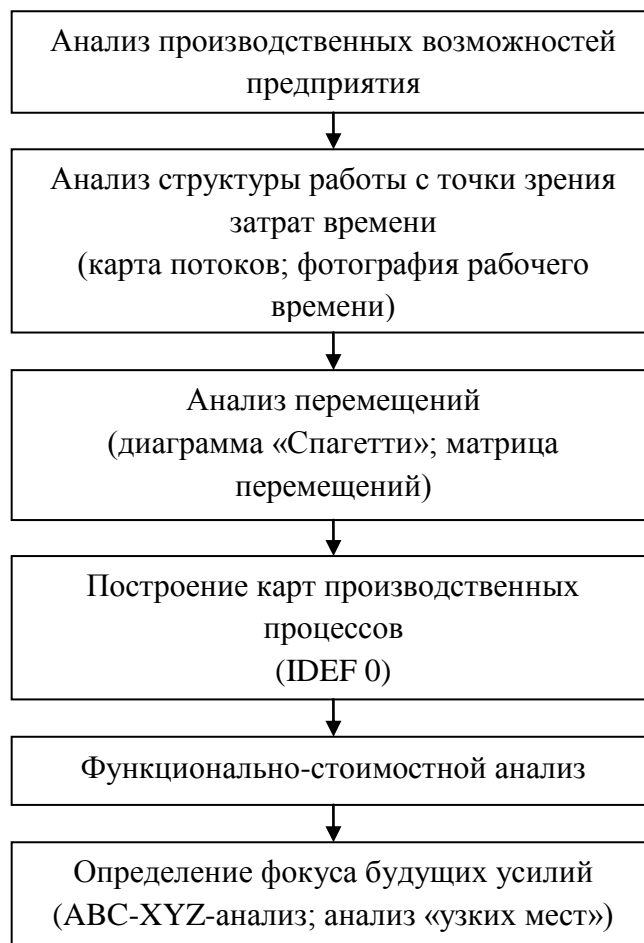 Анализ производственных возможностей
предприятия
Анализ структуры работы с точки зрения
затрат времени
(карта потоков; фотография рабочего
времени)
Анализ перемещений
(диаграмма «Спагетти»; матрица
перемещений)
Построение карт производственных
процессов
(IDEF 0)
Функционально-стоимостной анализ
Определение фокуса будущих усилий
(ABC-XYZ-анализ; анализ «узких мест»)